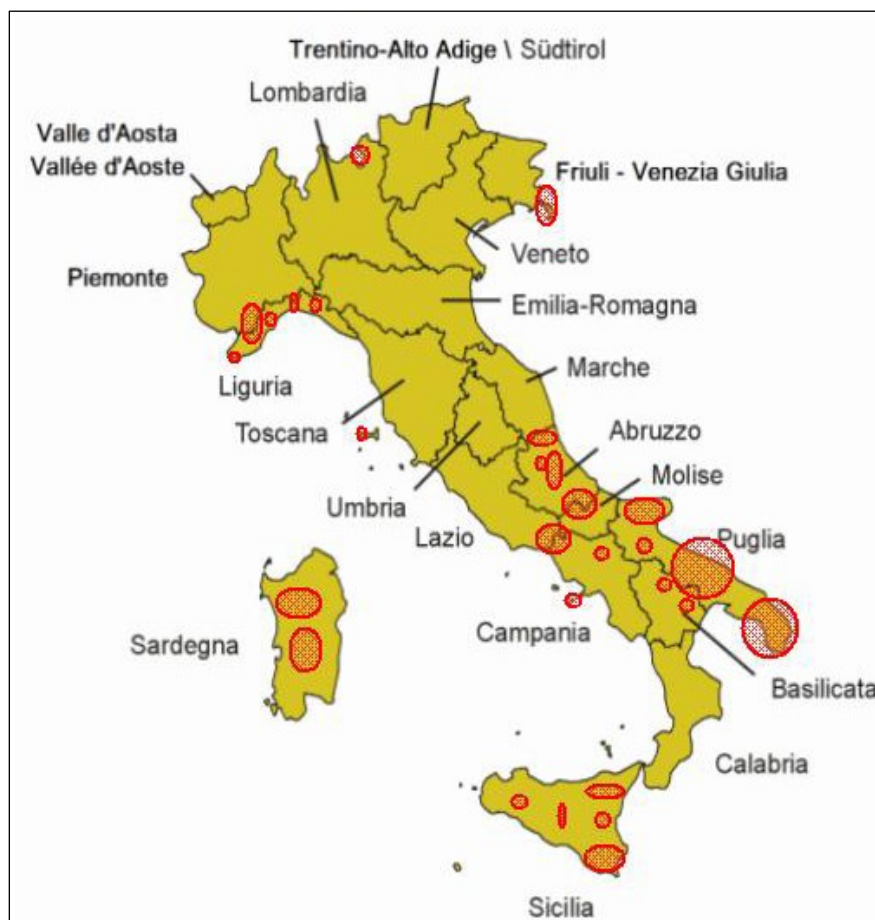 Trentino-Alto Adige \ Südtirol
Lombardia
Valle d'Aosta
Vallée d'Aoste
Friuli - Venezia Giulia
Veneto
Piemonte
Emilia-Romagna
Marche
Liguria
Toscana
Abruzzo
Molise
Umbria
Lazio
Puglia
Campania
Sardegna
Basilicata
Calabria
Sicilia